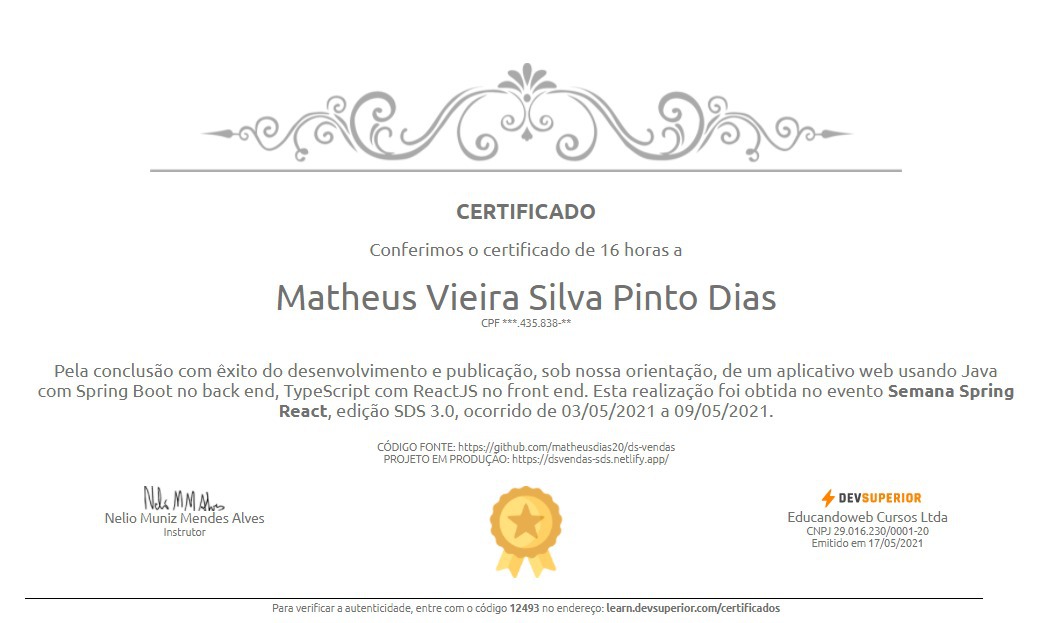 CERTIFICADO
Conferimos o certificado de 16 horas a
Matheus Vieira Silva Pinto Dias
CPF ***.435.838-**
Pela conclusão com êxito do desenvolvimento e publicação, sob nossa orientação, de um aplicativo web usando Java
com Spring Boot no back end, TypeScript com ReactJS no front end. Esta realização foi obtida no evento Semana Spring
React, edição SDS 3.0, ocorrido de 03/05/2021 a 09/05/2021.
CÓDIGO FONTE: https://github.com/matheusdias20/ds-vendas
PROJETO EM PRODUÇÃO: https://dsvendas-sds.netlify.app/
Nelio MM Alves
Nelio Muniz Mendes Alves
Instrutor
DEVSUPERIOR
Educandoweb Cursos Ltda
CNPJ 29.016.230/0001-20
Emitido em 17/05/2021
Para verificar a autenticidade, entre com o código 12493 no endereço: learn.devsuperior.com/certificados